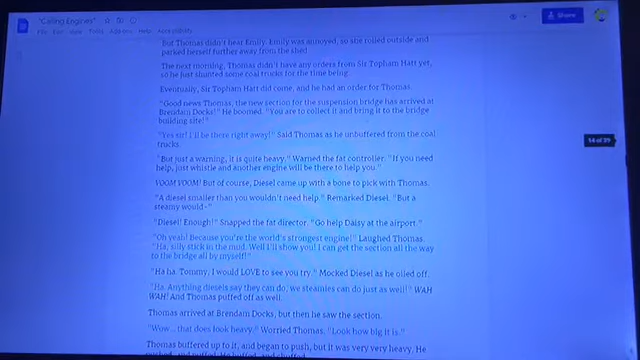 "Calling Engines"
Share
But Thomas didn't hear Emily. Emily was annoyed, so she rolled outside and
parked herself further away from the shed
The next morning, Thomas didn't have any orders from Sir Topham Hatt yet,
so he just shunted some coal trucks for the time being.
Eventually, Sir Topham Hatt did come, and he had an order for Thomas.
"Good news Thomas, the new section for the suspension bridge has arrived at
Brendam Docks!" He boomed. "You are to collect it and bring it to the bridge
building site!"
"Yes sir! I'll be there right away!" Said Thomas as he unbuffered from the coal
trucks.
14 of 39
"But just a warning, it is quite heavy." Warned the fat controller. "If you need
help, just whistle and another engine will be there to help you."
VOOM VOOM! But of course, Diesel came up with a bone to pick with Thomas.
"A diesel smaller than you wouldn't need help." Remarked Diesel. "But a
steamy would-"
"Diesel! Enough!" Snapped the fat director. "Go help Daisy at the airport."
"Oh yeah! Because you're the world's strongest engine!" Laughed Thomas.
"Ha, silly stick in the mud. Well I'll show you! I can get the section all the way
to the bridge all by myself!"
"Ha ha. Tommy, I would LOVE to see you try." Mocked Diesel as he oiled off.
"Ha. Anything diesels say they can do, we steamies can do just as well!" WAH
WAH! And Thomas puffed off as well.
Thomas arrived at Brendam Docks, but then he saw the section.
"Wow... that does look heavy." Worried Thomas. "Look how big it is."
Thomas buffered up to it, and began to push, but it was very very heavy. He